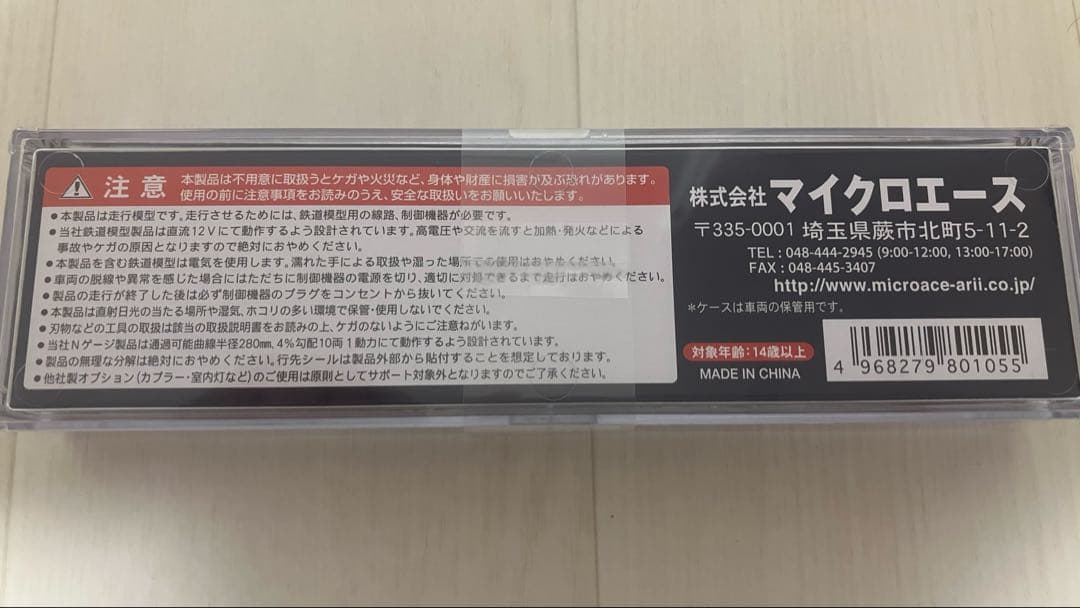 注意
本製品は不用意に取扱うとケガや火災など、身体や財産に損害が及ぶ恐れがあります。
使用の前に注意事項をお読みのうえ、安全な取扱いをお願いいたします。
●本製品は走行模型です。走行させるためには、鉄道模型用の線路、制御機器が必要です。
●当社鉄道模型製品は直流12Vにて動作するよう設計されています。高電圧や交流を流すと加熱・発火などによる
事故やケガの原因となりますので絶対におやめください。
●本製品を含む鉄道模型は電気を使用します。濡れた手による取扱や湿った場所での使用はおやめください。
●車両の脱線や異常を感じた場合にはただちに制御機器の電源を切り、適切に対処できるまで走行はおやめください。
●製品の走行が終了した後は必ず制御機器のプラグをコンセントから抜いてください。
●本製品は直射日光の当たる場所や湿気、ホコリの多い環境で保管・使用しないでください。
●刃物などの工具の取扱は該当の取扱説明書をお読みの上、ケガのないようにご注意ねがいます。
●当社Nゲージ製品は通過可能曲線半径280mm、4%勾配10両1動力にて動作するよう設計されています。
●製品の無理な分解は絶対におやめください。行先シールは製品外部から貼付することを想定しております。
●他社製オプション(カプラー・室内灯など)のご使用は原則としてサポート対象外となりますのでご了承ください。
株式会社 マイクロエース
〒335-0001 埼玉県蕨市北町5-11-2
TEL : 048-444-2945 (9:00-12:00, 13:00-17:00)
FAX : 048-445-3407
http://www.microace-arii.co.jp/
*ケースは車両の保管用です。
対象年齢:14歳以上
MADE IN CHINA
4 968279 801055